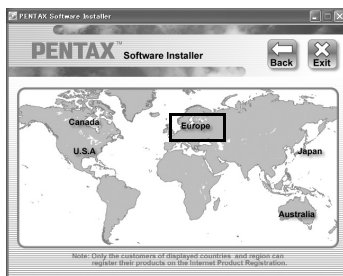 PENTAX Software Installer
PENTAX™ Software Installer
Back Exit
Canada
Europe
U.S.A
Japan
Australia
Note: Only the customers of displayed countries and region can
register their products on the Internet Product Registration.